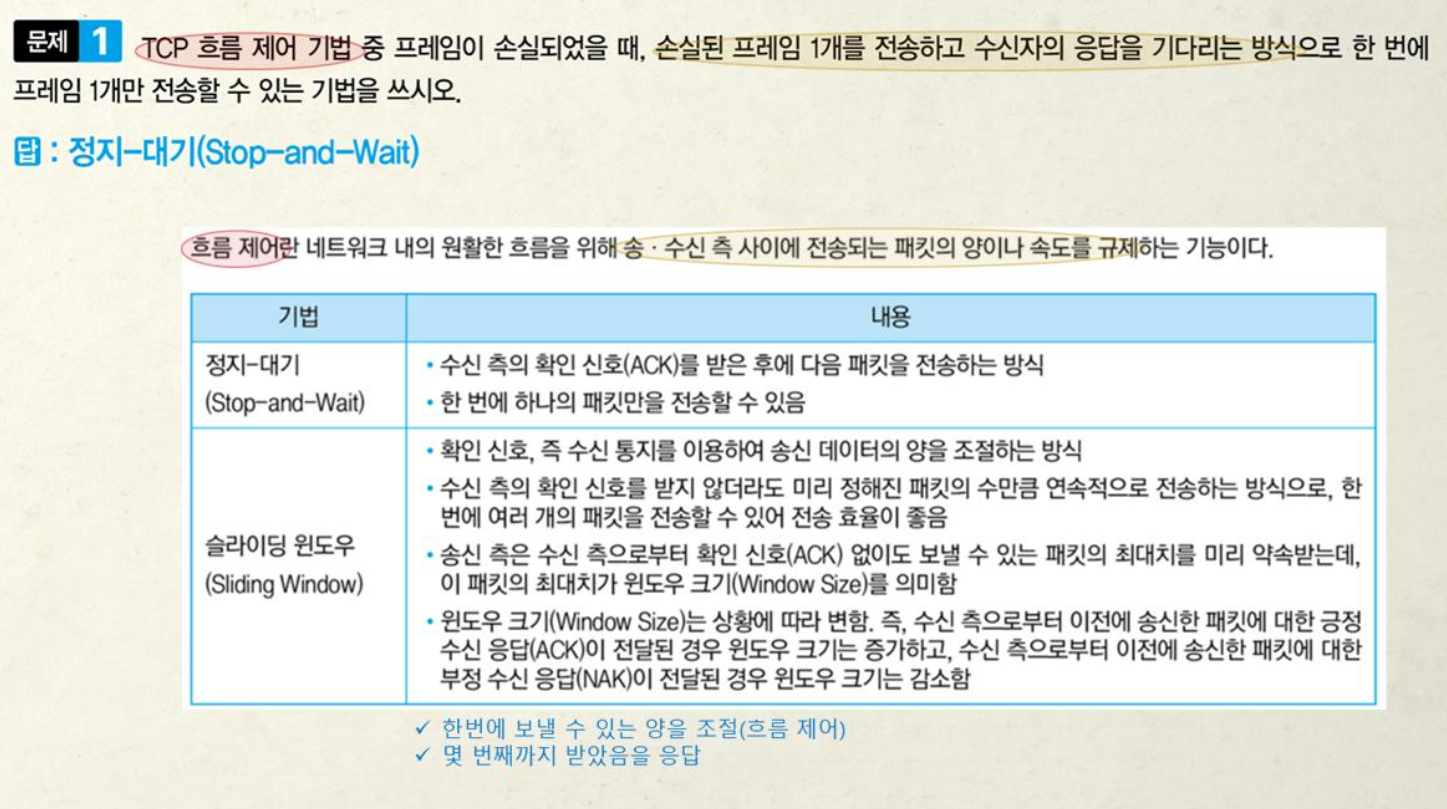 문제 1 TCP 흐름 제어 기법 중 프레임이 손실되었을 때, 손실된 프레임 1개를 전송하고 수신자의 응답을 기다리는 방식으로 한 번에
프레임 1개만 전송할 수 있는 기법을 쓰시오.
답 : 정지-대기(Stop-and-Wait)
흐름 제어란 네트워크 내의 원활한 흐름을 위해 송·수신 측 사이에 전송되는 패킷의 양이나 속도를 규제하는 기능이다.
기법 내용
정지-대기
(Stop-and-Wait)
• 수신 측의 확인 신호(ACK)를 받은 후에 다음 패킷을 전송하는 방식
• 한 번에 하나의 패킷만을 전송할 수 있음
슬라이딩 윈도우
(Sliding Window)
• 확인 신호, 즉 수신 통지를 이용하여 송신 데이터의 양을 조절하는 방식
• 수신 측의 확인 신호를 받지 않더라도 미리 정해진 패킷의 수만큼 연속적으로 전송하는 방식으로, 한
번에 여러 개의 패킷을 전송할 수 있어 전송 효율이 좋음
• 송신 측은 수신 측으로부터 확인 신호(ACK) 없이도 보낼 수 있는 패킷의 최대치를 미리 약속받는데,
이 패킷의 최대치가 윈도우 크기(Window Size)를 의미함
• 윈도우 크기(Window Size)는 상황에 따라 변함. 즉, 수신 측으로부터 이전에 송신한 패킷에 대한 긍정
수신 응답(ACK)이 전달된 경우 윈도우 크기는 증가하고, 수신 측으로부터 이전에 송신한 패킷에 대한
부정 수신 응답(NAK)이 전달된 경우 윈도우 크기는 감소함
✓ 한번에 보낼 수 있는 양을 조절(흐름 제어)
✓ 몇 번째까지 받았음을 응답